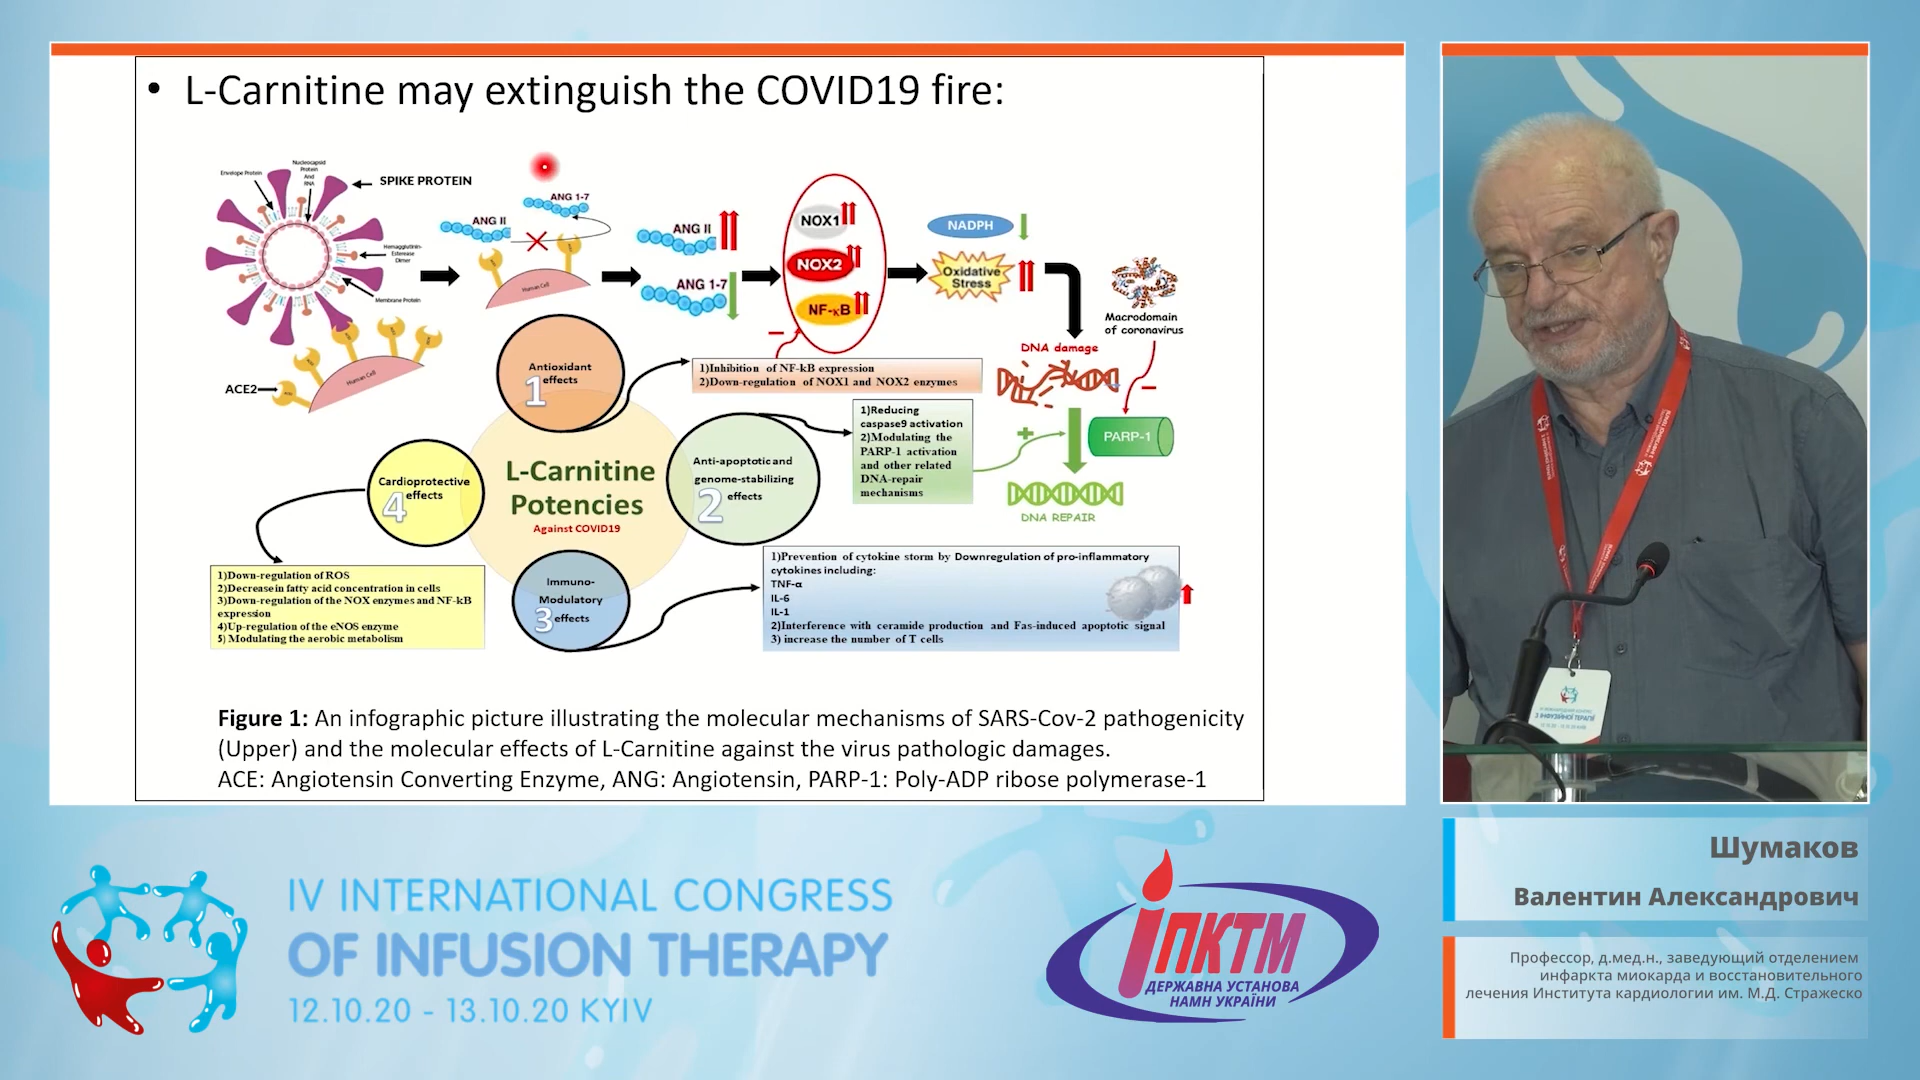 • L-Carnitine may extinguish the COVID19 fire:
Envelope Protein
Nucleocapsid
Protein
And
RNA
SPIKE PROTEIN
Hemagglutinin-
Esterase
Dimer
Membrane Protein
ACE2
Human Cell
ANG II
ANG 1-7
Human Cell
ANG II
ANG 1-7
NOX1
NOX2
NF-κB
NADPH
Oxidative
Stress
Macrodomain
of coronavirus
DNA damage
PARP-1
DNA REPAIR
Antioxidant
effects
1
1)Inhibition of NF-kB expression
2)Down-regulation of NOX1 and NOX2 enzymes
Anti-apoptotic and
genome-stabilizing
effects
2
1)Reducing
caspase9 activation
2)Modulating the
PARP-1 activation
and other related
DNA-repair
mechanisms
L-Carnitine
Potencies
Against COVID19
Cardioprotective
effects
4
1)Down-regulation of ROS
2)Decrease in fatty acid concentration in cells
3)Down-regulation of the NOX enzymes and NF-kB
expression
4)Up-regulation of the eNOS enzyme
5) Modulating the aerobic metabolism
Immuno-
Modulatory
effects
3
1)Prevention of cytokine storm by Downregulation of pro-inflammatory
cytokines including:
TNF-α
IL-6
IL-1
2)Interference with ceramide production and Fas-induced apoptotic signal
3) increase the number of T cells
Figure 1: An infographic picture illustrating the molecular mechanisms of SARS-Cov-2 pathogenicity
(Upper) and the molecular effects of L-Carnitine against the virus pathologic damages.
ACE: Angiotensin Converting Enzyme, ANG: Angiotensin, PARP-1: Poly-ADP ribose polymerase-1
IV INTERNATIONAL CONGRESS
OF INFUSION THERAPY
12.10.20 - 13.10.20 KYIV
ІПКТМ
ДЕРЖАВНА УСТАНОВА
НАМН УКРАЇНИ
З ІНФУЗІЙНОЇ ТЕРАПІЇ
Шумаков
Валентин Александрович
Профессор, д.мед.н., заведующий отделением
инфаркта миокарда и восстановительного
лечения Института кардиологии им. М.Д. Стражеско